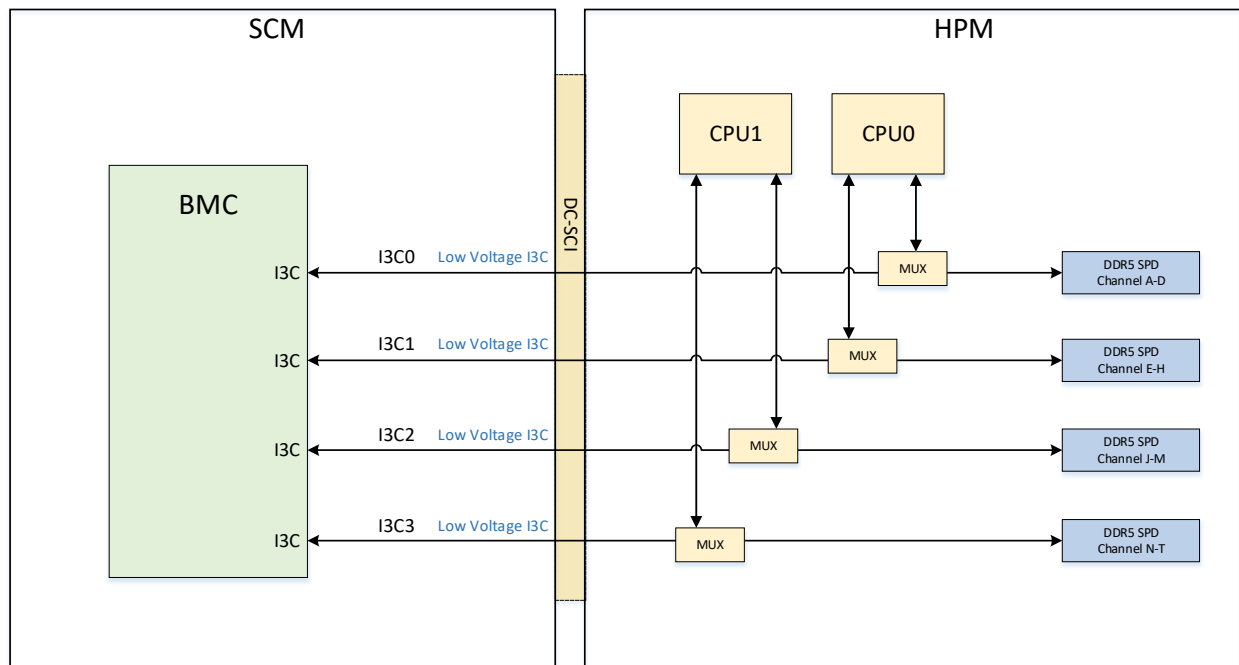 SCM
HPM
CPU1
CPU0
BMC
DC-SCI
I3C
I3C0
Low Voltage I3C
MUX
DDR5 SPD
Channel A-D
I3C
I3C1
Low Voltage I3C
MUX
DDR5 SPD
Channel E-H
I3C
I3C2
Low Voltage I3C
MUX
DDR5 SPD
Channel J-M
I3C
I3C3
Low Voltage I3C
MUX
DDR5 SPD
Channel N-T